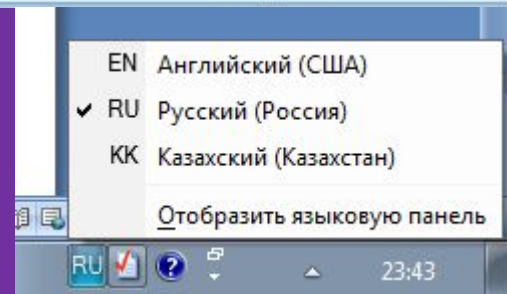 EN Английский (США)
RU Русский (Россия)
KK Казахский (Казахстан)
Отобразить языковую панель
RU ? 23:43